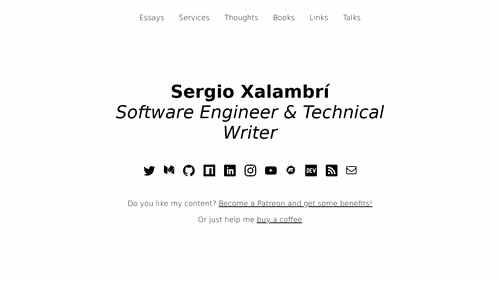 Essays Services Thoughts Books Links Talks
Sergio Xalambrí
Software Engineer & Technical
Writer
DEV
Do you like my content? Become a Patreon and get some benefits!
Or just help me buy a coffee